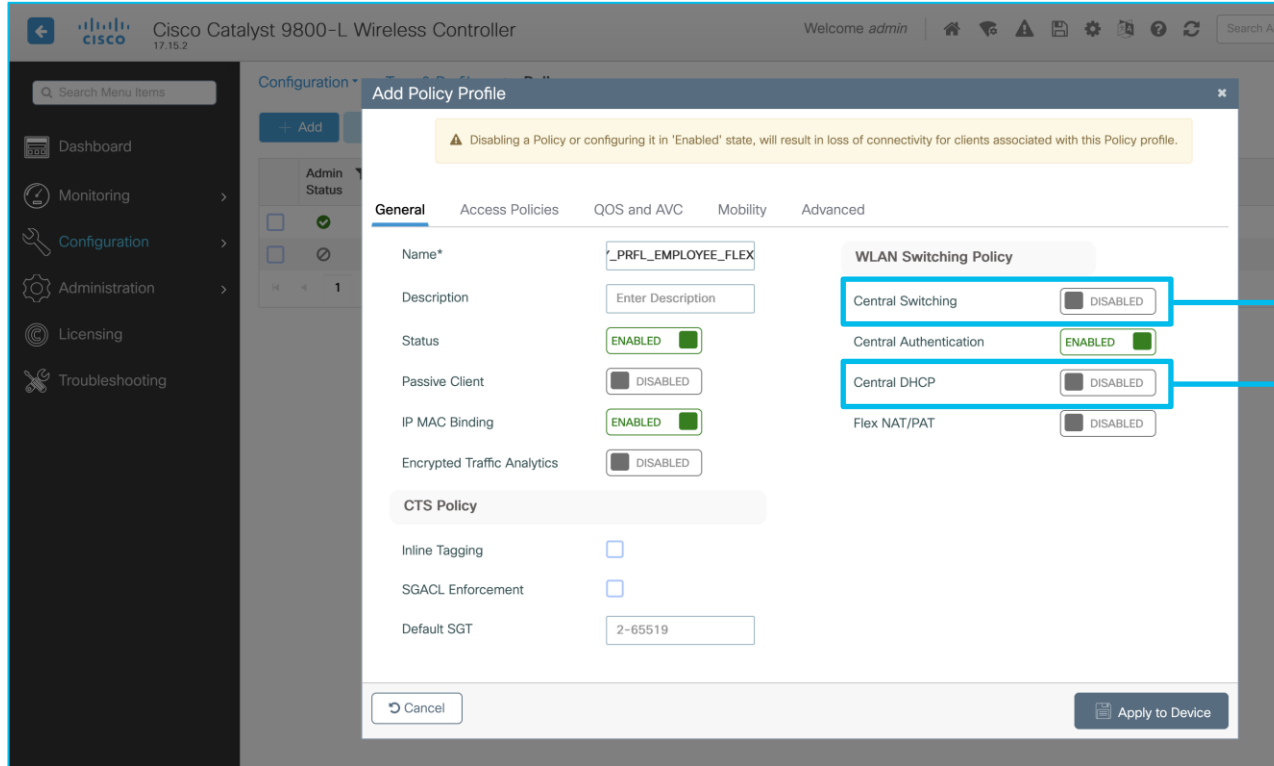 CISCO
Cisco Catalyst 9800-L Wireless Controller
17.15.2
Welcome admin
Search A
Search Menu Items
Dashboard
Monitoring
Configuration
Administration
Licensing
Troubleshooting
Configuration
Add
Admin
Status
1
Add Policy Profile
Disabling a Policy or configuring it in 'Enabled' state, will result in loss of connectivity for clients associated with this Policy profile.
General Access Policies QOS and AVC Mobility Advanced
Name* _PRFL_EMPLOYEE_FLEX
Description Enter Description
Status ENABLED
Passive Client DISABLED
IP MAC Binding ENABLED
Encrypted Traffic Analytics DISABLED
CTS Policy
Inline Tagging
SGACL Enforcement
Default SGT 2-65519
WLAN Switching Policy
Central Switching DISABLED
Central Authentication ENABLED
Central DHCP DISABLED
Flex NAT/PAT DISABLED
Cancel
Apply to Device